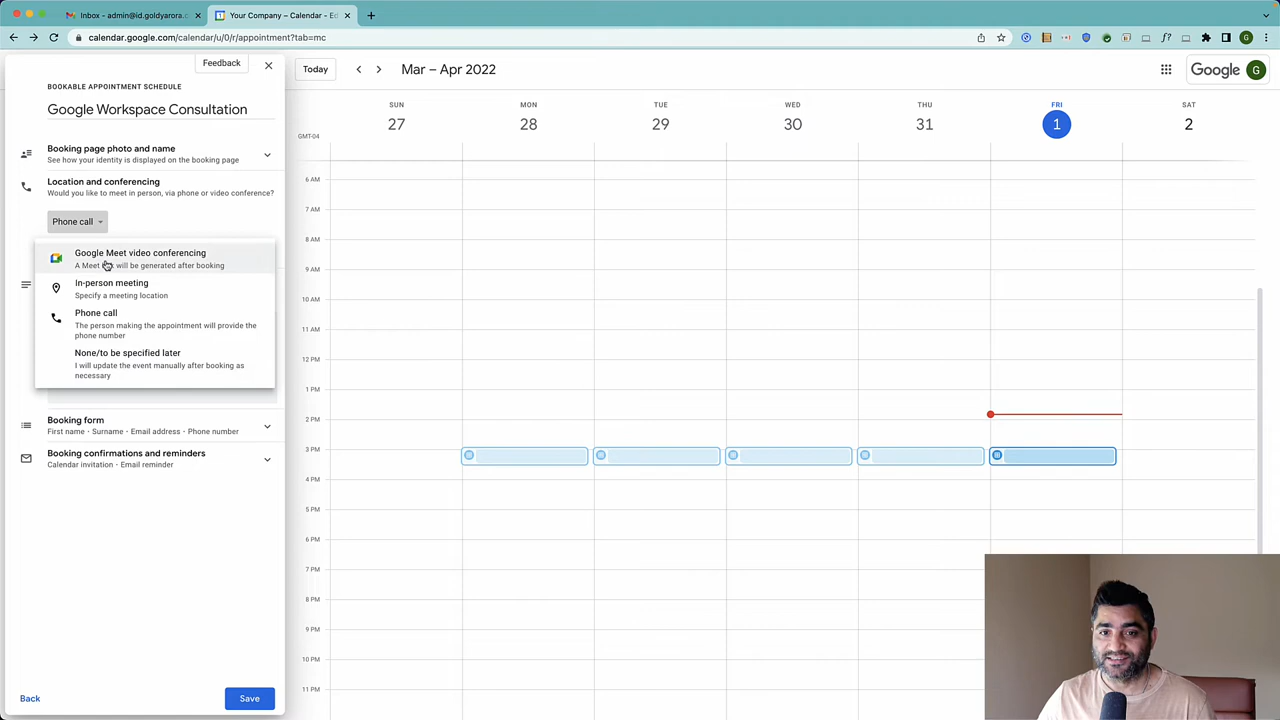 Inbox - admin@id.goldyarora.c
Your Company – Calendar - Ed
calendar.google.com/calendar/u/0/r/appointment?tab=mc
G
Feedback
BOOKABLE APPOINTMENT SCHEDULE
Google Workspace Consultation
Booking page photo and name
See how your identity is displayed on the booking page
Location and conferencing
Would you like to meet in person, via phone or video conference?
Phone call
Google Meet video conferencing
A Meet will be generated after booking
In-person meeting
Specify a meeting location
Phone call
The person making the appointment will provide the
phone number
None/to be specified later
I will update the event manually after booking as
necessary
Booking form
First name · Surname · Email address · Phone number
Booking confirmations and reminders
Calendar invitation · Email reminder
Back
Save
Today
Mar – Apr 2022
Google
G
GMT-04
SUN
27
MON
28
TUE
29
WED
30
THU
31
FRI
1
SAT
2
6 AM
7 AM
8 AM
9 AM
10 AM
11 AM
12 PM
1 PM
2 PM
3 PM
4 PM
5 PM
6 PM
7 PM
8 PM
9 PM
10 PM
11 PM